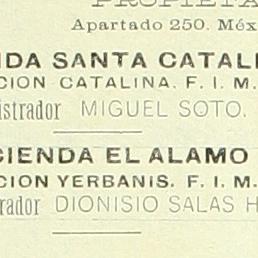 PROPIETA
Apartado 250. Méx
NDA SANTA CATALI
CION CATALINA. F. I. M.
istrador MIGUEL SOTO.
CIENDA EL ALAMO
CION YERBANIS. F. I. M.
rador DIONISIO SALAS H